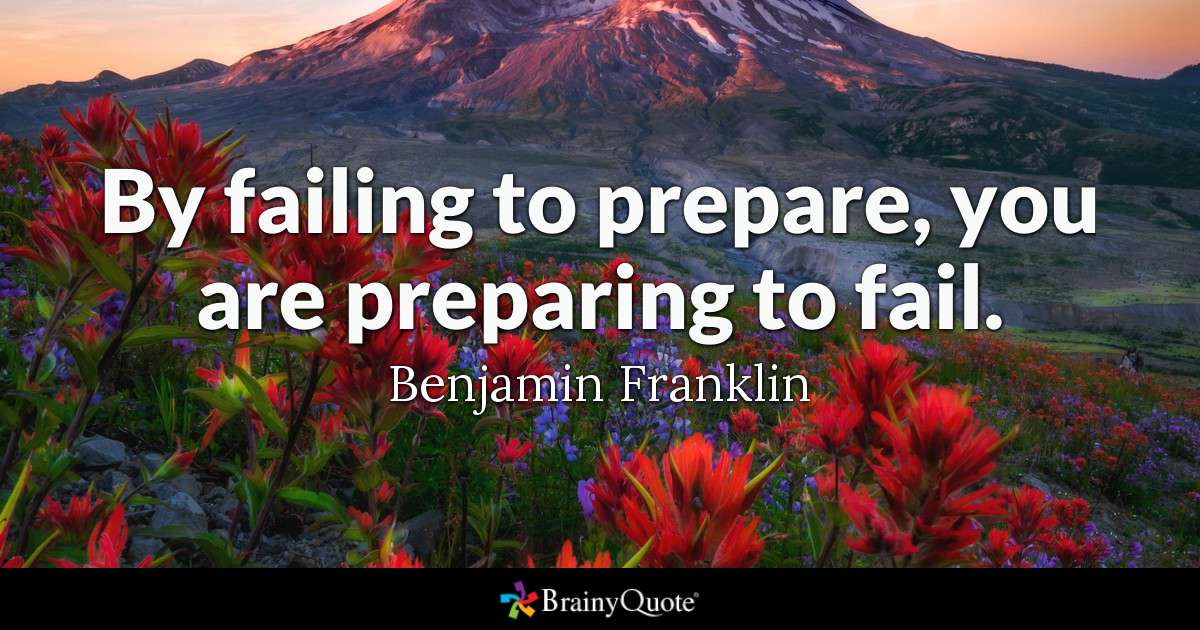 By failing to prepare, you
are preparing to fail.
Benjamin Franklin
BrainyQuote®